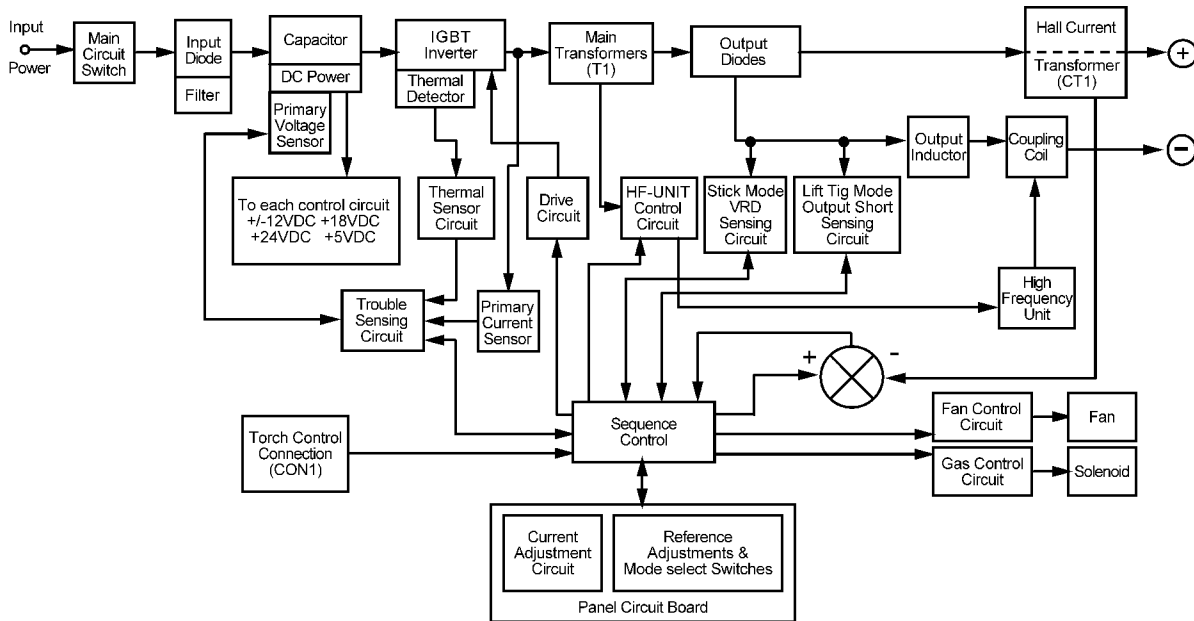 Input
Power
Main
Circuit
Switch
Input
Diode
Filter
Capacitor
DC Power
Primary
Voltage
Sensor
IGBT
Inverter
Thermal
Detector
Main
Transformers
(T1)
Output
Diodes
Hall Current
Transformer
(CT1)
+
Output
Inductor
Coupling
Coil
−
To each control circuit
+/-12VDC +18VDC
+24VDC +5VDC
Thermal
Sensor
Circuit
Drive
Circuit
HF-UNIT
Control
Circuit
Stick Mode
VRD
Sensing
Circuit
Lift Tig Mode
Output Short
Sensing
Circuit
High
Frequency
Unit
Trouble
Sensing
Circuit
Primary
Current
Sensor
+
-
Torch Control
Connection
(CON1)
Sequence
Control
Fan Control
Circuit
Fan
Gas Control
Circuit
Solenoid
Current
Adjustment
Circuit
Reference
Adjustments &
Mode select Switches
Panel Circuit Board